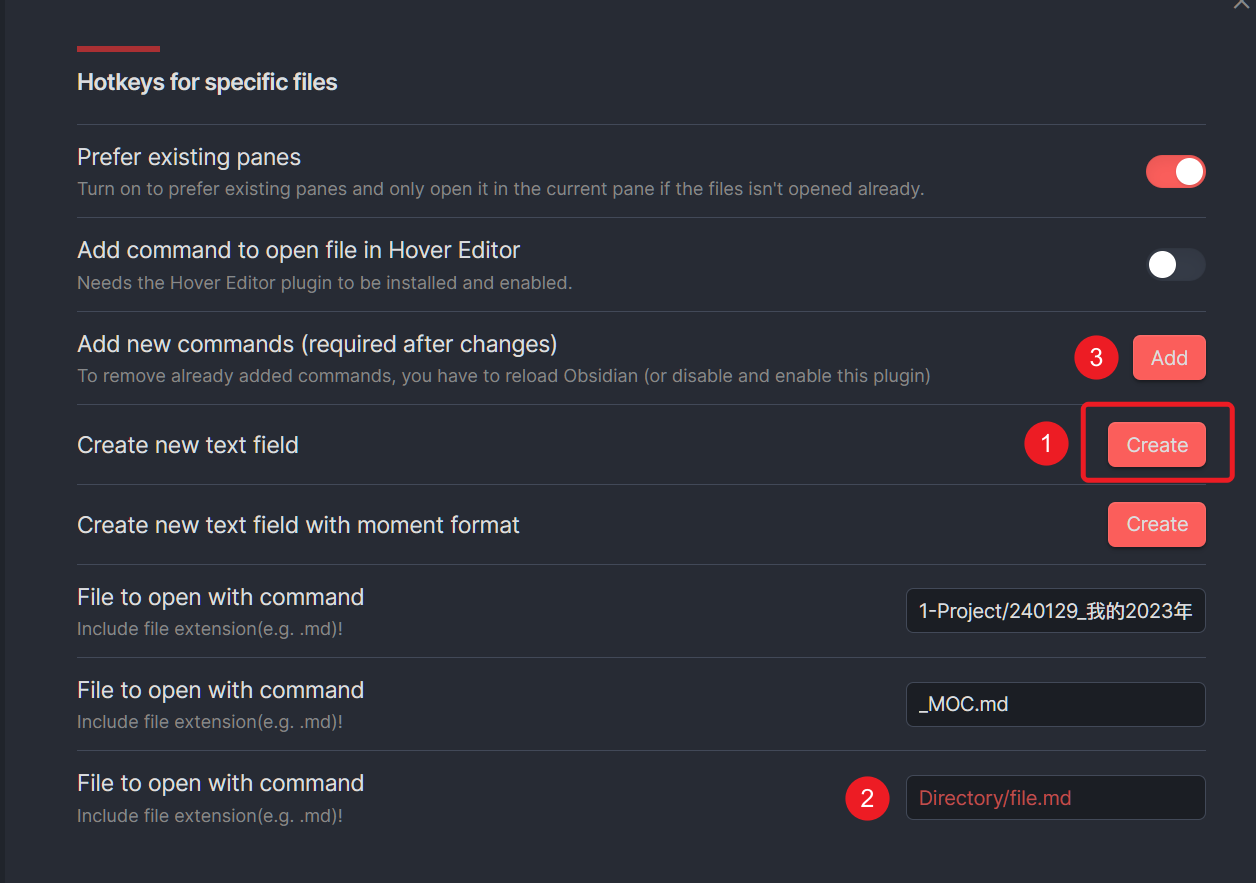 Hotkeys for specific files
Prefer existing panes
Turn on to prefer existing panes and only open it in the current pane if the files isn't opened already.
Add command to open file in Hover Editor
Needs the Hover Editor plugin to be installed and enabled.
Add new commands (required after changes)
3
Add
To remove already added commands, you have to reload Obsidian (or disable and enable this plugin)
Create new text field
1
Create
Create new text field with moment format
Create
File to open with command
Include file extension(e.g. .md)!
1-Project/240129_我的2023年
File to open with command
Include file extension(e.g. .md)!
_MOC.md
File to open with command
Include file extension(e.g. .md)!
2
Directory/file.md